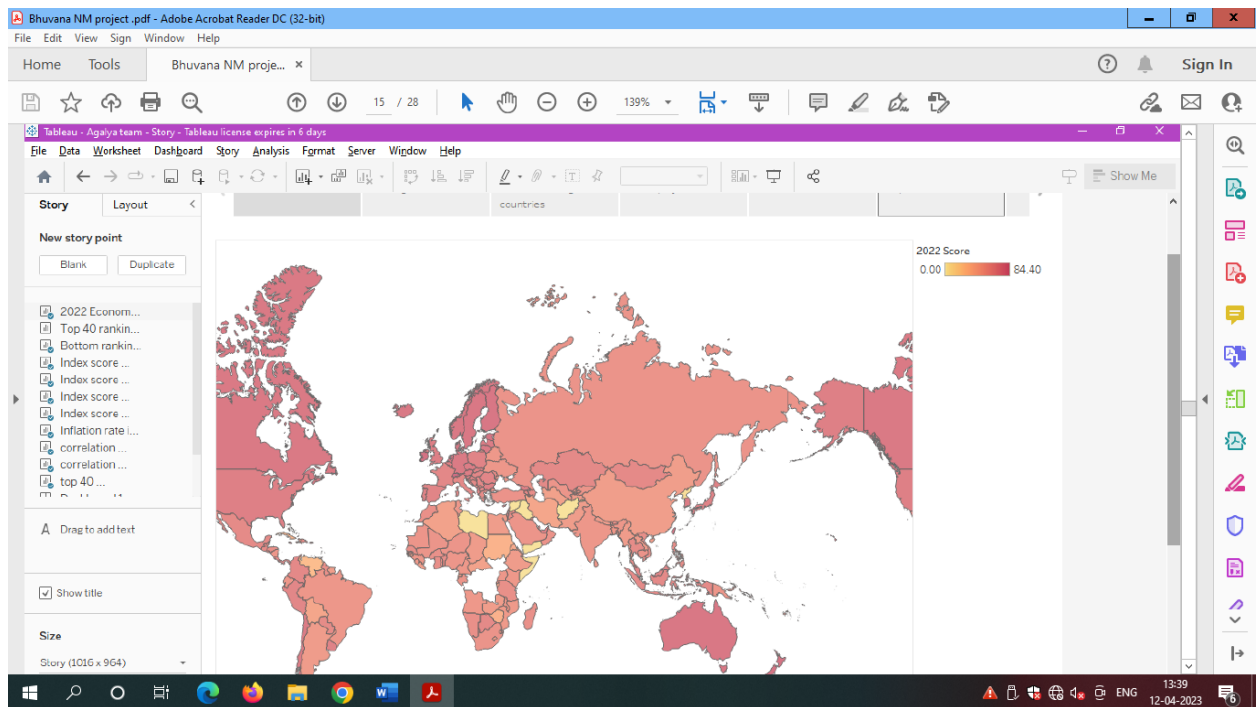 Bhuvana NM project .pdf - Adobe Acrobat Reader DC (32-bit)
File Edit View Sign Window Help
Home Tools Bhuvana NM proje... ×
Sign In
15 / 28
139%
Tableau - Agalya team - Story - Tableau license expires in 6 days
File Data Worksheet Dashboard Story Analysis Format Server Window Help
Show Me
Story Layout
countries
New story point
Blank Duplicate
2022 Score
0.00 84.40
2022 Econom...
Top 40 rankin...
Bottom rankin...
Index score ...
Index score ...
Index score ...
Index score ...
Inflation rate i...
correlation ...
correlation ...
top 40 ...
A Drag to add text
Show title
Size
Story (1016 x 964)
ENG
13:39
12-04-2023
6